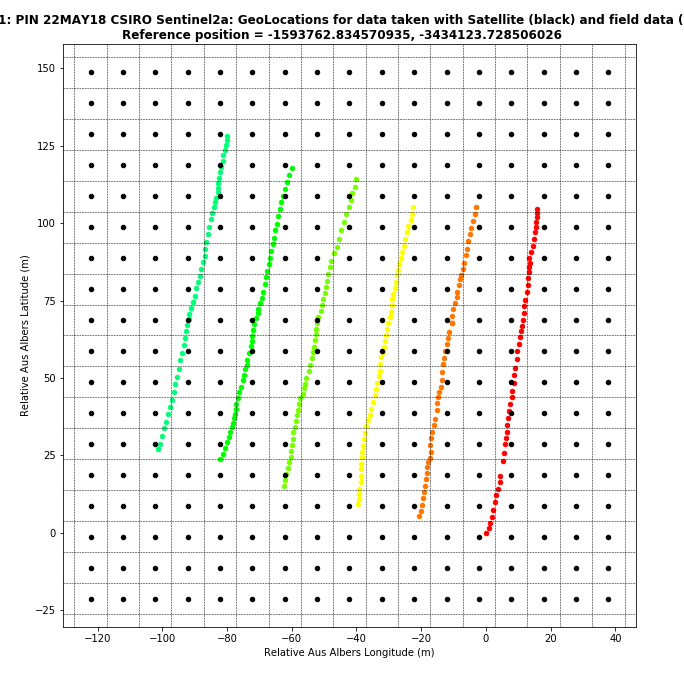 1: PIN 22MAY18 CSIRO Sentinel2a: GeoLocations for data taken with Satellite (black) and field data (
Reference position = -1593762.834570935, -3434123.728506026
150
125
100
75
50
25
0
−25
Relative Aus Albers Latitude (m)
−120 −100 −80 −60 −40 −20 0 20 40
Relative Aus Albers Longitude (m)